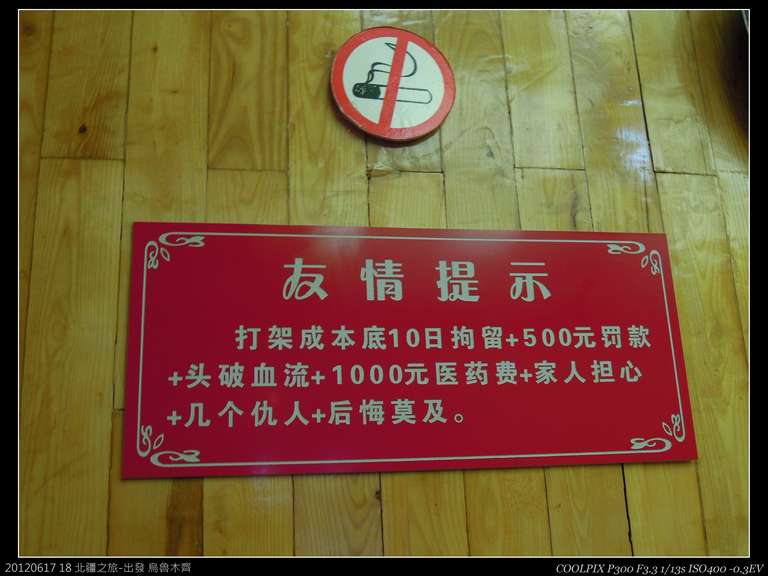 友情提示
打架成本底10日拘留+500元罚款
+头破血流+1000元医药费+家人担心
+几个仇人+后悔莫及。
20120617 18 北疆之旅-出發 烏魯木齊
COOLPIX P300 F3.3 1/13s ISO400 -0.3EV